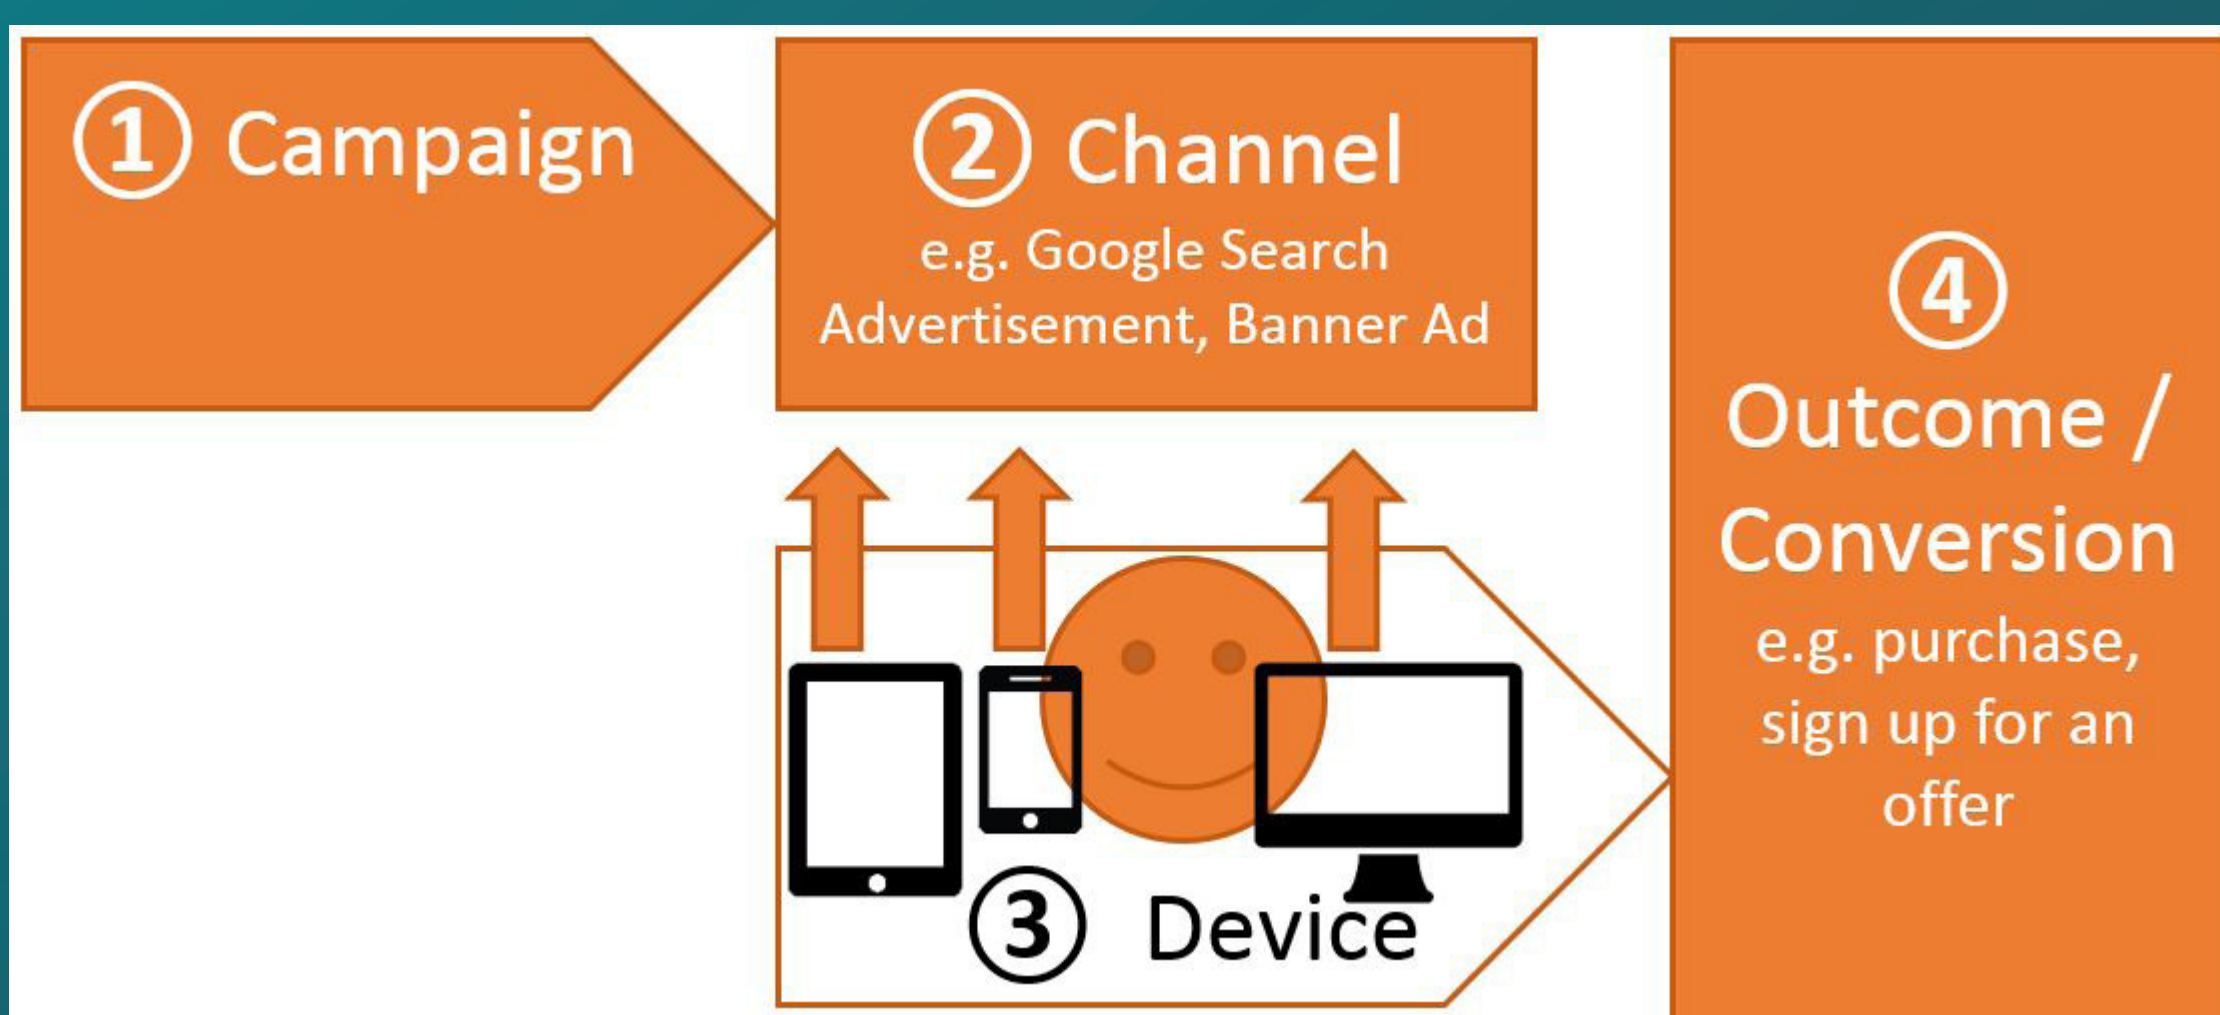 ① Campaign
② Channel
e.g. Google Search
Advertisement, Banner Ad
③ Device
④
Outcome /
Conversion
e.g. purchase,
sign up for an
offer